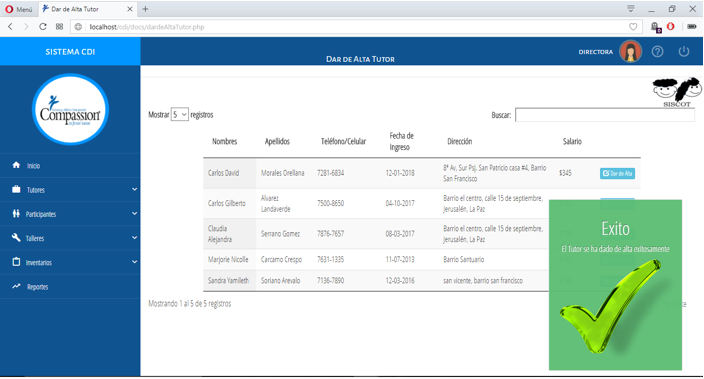 Menú
Dar de Alta Tutor
localhost/cdi/docs/dardeAltaTutor.php
SISTEMA CDI
DIRECTORA
Dar de Alta Tutor
Compassion
SISCOT
Mostrar 5 registros
Buscar:
Nombres Apellidos Teléfono/Celular Fecha de Ingreso Dirección Salario
Carlos David Morales Orellana 7281-6834 12-01-2018 8ª Av, Sur Psj. San Patricio casa #4, Barrio San Francisco $345 Dar de Alta
Carlos Gilberto Alvarez Landaverde 7500-8650 04-10-2017 Barrio el centro, calle 15 de septiembre, Jerusalén, La Paz
Claudia Alejandra Serrano Gomez 7876-7657 08-03-2017 Barrio el centro, calle 15 de septiembre, Jerusalén, La Paz
Marjorie Nicolle Carcamo Crespo 7631-1335 11-07-2013 Barrio Santuario
Sandra Yamileth Soriano Arevalo 7136-7890 12-03-2016 san vicente, barrio san francisco
Mostrando 1 al 5 de 5 registros
Inicio
Tutores
Participantes
Talleres
Inventarios
Reportes
Exito
El Tutor se ha dado de alta exitosamente